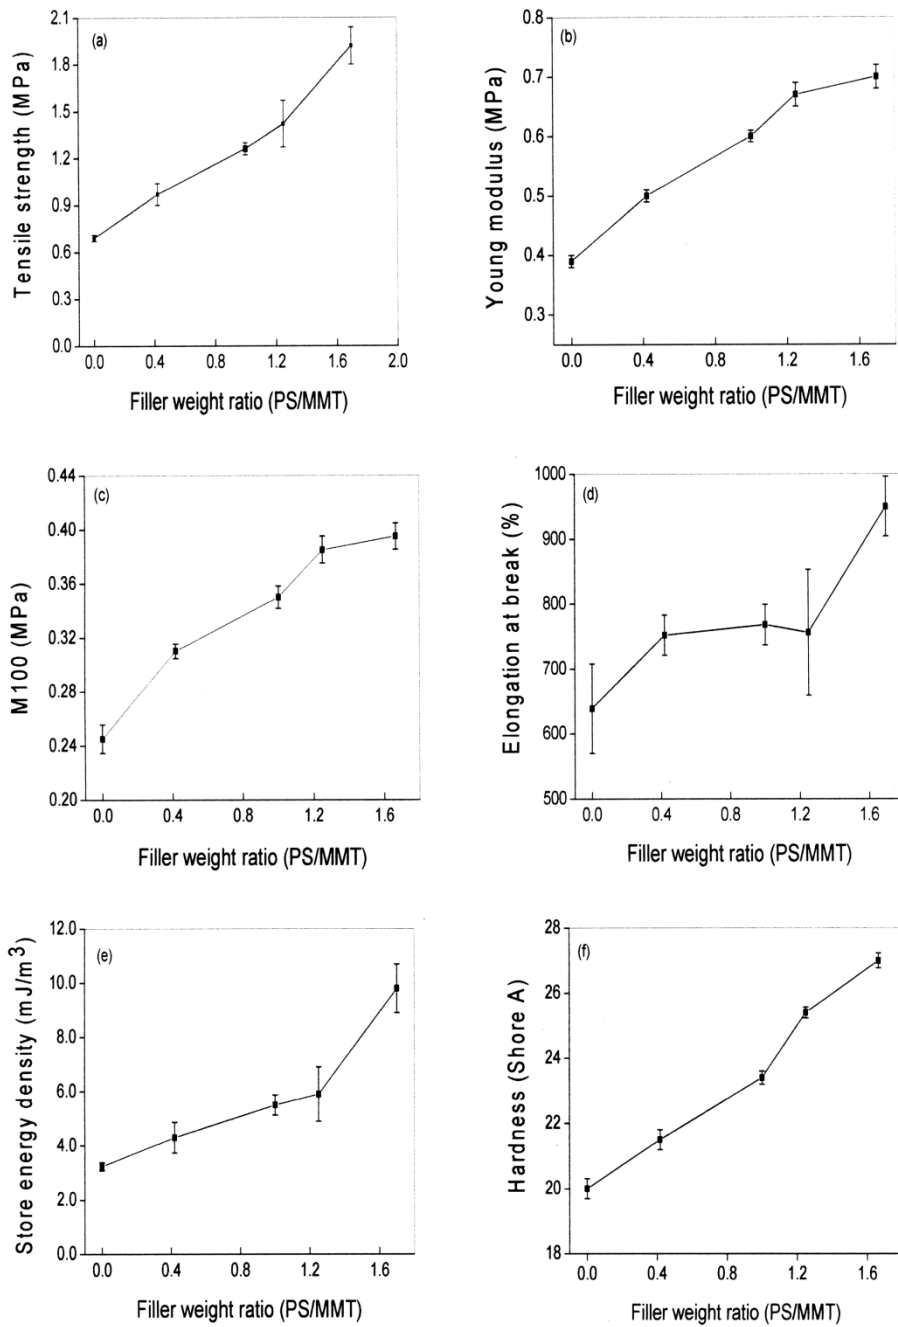 (a)
Tensile strength (MPa)
2.1
1.8
1.5
1.2
0.9
0.6
0.3
0.0
0.0 0.4 0.8 1.2 1.6 2.0
Filler weight ratio (PS/MMT)
(b)
Young modulus (MPa)
0.8
0.7
0.6
0.5
0.4
0.3
0.0 0.4 0.8 1.2 1.6
Filler weight ratio (PS/MMT)
(c)
M100 (MPa)
0.44
0.40
0.36
0.32
0.28
0.24
0.20
0.0 0.4 0.8 1.2 1.6
Filler weight ratio (PS/MMT)
(d)
Elongation at break (%)
1000
900
800
700
600
500
0.0 0.4 0.8 1.2 1.6
Filler weight ratio (PS/MMT)
(e)
Store energy density (mJ/m³)
12.0
10.0
8.0
6.0
4.0
2.0
0.0
0.0 0.4 0.8 1.2 1.6
Filler weight ratio (PS/MMT)
(f)
Hardness (Shore A)
28
26
24
22
20
18
0.0 0.4 0.8 1.2 1.6
Filler weight ratio (PS/MMT)